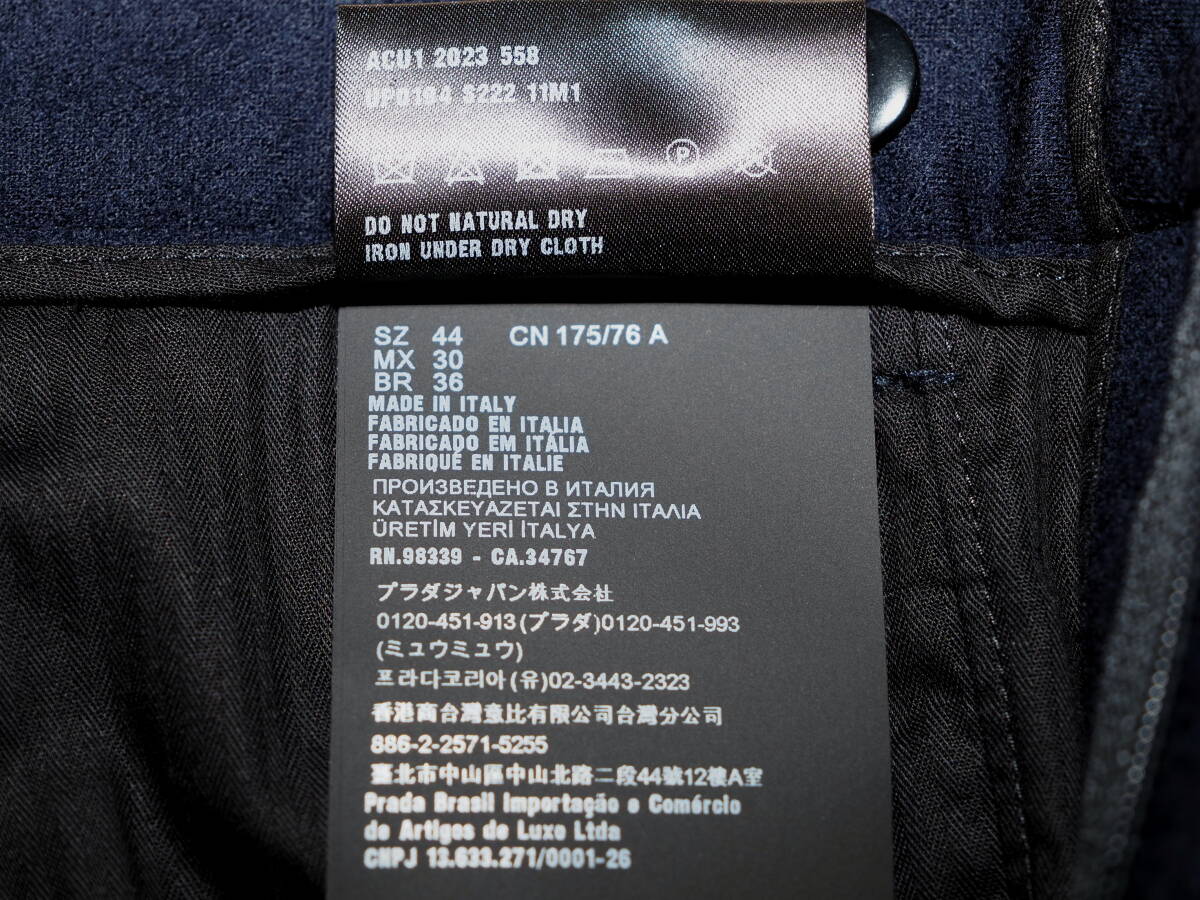 ACU1 2023 558
UP0184 S222 11M1
P
DO NOT NATURAL DRY
IRON UNDER DRY CLOTH
SZ 44 CN 175/76 A
MX 30
BR 36
MADE IN ITALY
FABRICADO EN ITALIA
FABRICADO EM ITÁLIA
FABRIQUÉ EN ITALIE
ПРОИЗВЕДЕНО В ИТАЛИЯ
ΚΑΤΑΣΚΕΥΑΖΕΤΑΙ ΣΤΗΝ ΙΤΑΛΙΑ
ÜRETİM YERİ İTALYA
RN.98339 - CA.34767
プラダジャパン株式会社
0120-451-913(プラダ)0120-451-993
(ミュウミュウ)
프라다코리아(유)02-3443-2323
香港商台灣意比有限公司台灣分公司
886-2-2571-5255
臺北市中山區中山北路二段44號12樓A室
Prada Brasil Importação e Comércio
de Artigos de Luxo Ltda
CNPJ 13.633.271/0001-26